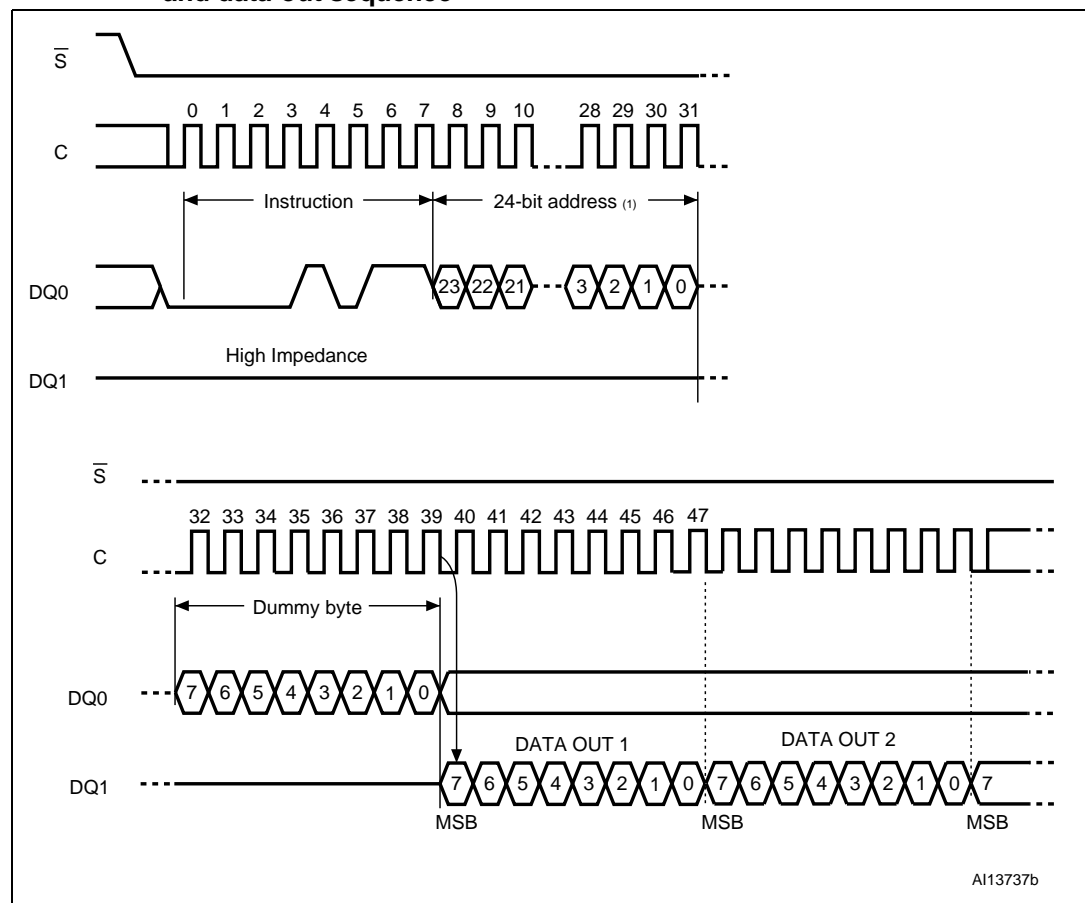 and data-out sequence
S
0 1 2 3 4 5 6 7 8 9 10 28 29 30 31
C
Instruction 24-bit address (1)
DQ0 23 22 21 3 2 1 0
High Impedance
DQ1
S
32 33 34 35 36 37 38 39 40 41 42 43 44 45 46 47
C
Dummy byte
DQ0 7 6 5 4 3 2 1 0
DATA OUT 1 DATA OUT 2
DQ1 7 6 5 4 3 2 1 0 7 6 5 4 3 2 1 0 7
MSB MSB MSB
AI13737b